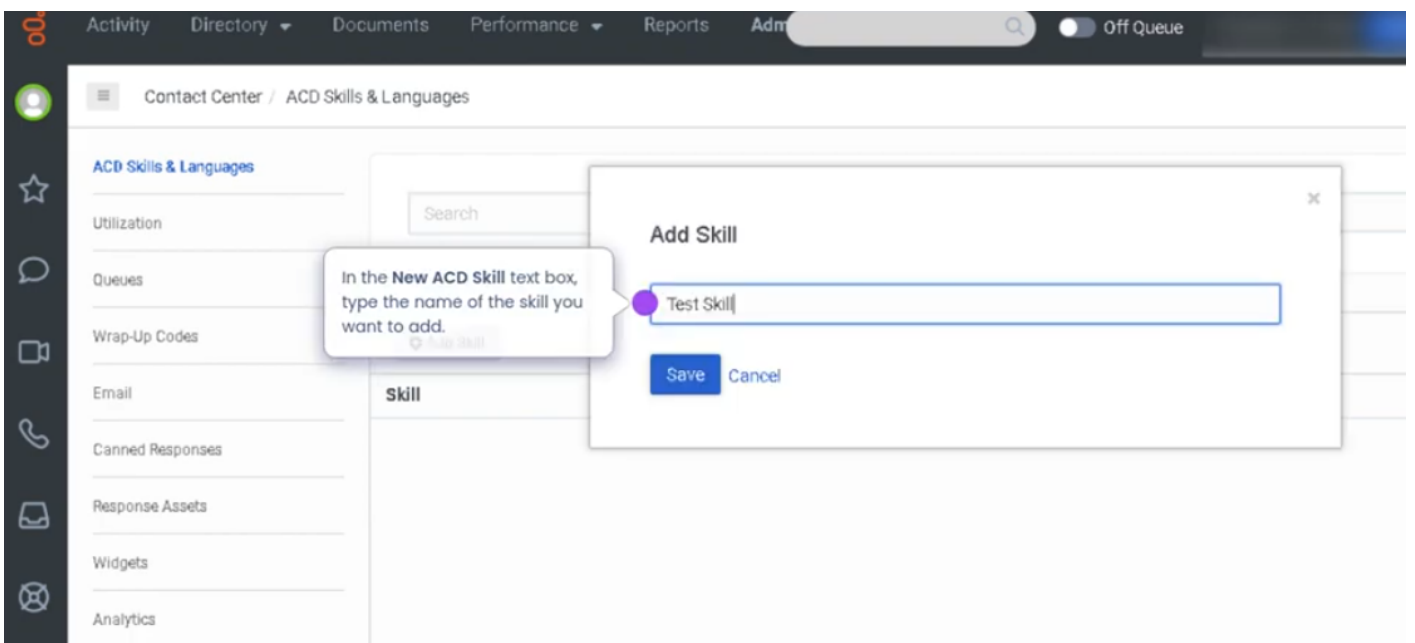 Activity Directory Documents Performance Reports Adm Off Queue
Contact Center / ACD Skills & Languages
ACD Skills & Languages
Utilization
Queues
Wrap-Up Codes
Email
Canned Responses
Response Assets
Widgets
Analytics
Search
In the New ACD Skill text box,
type the name of the skill you
want to add.
Skill
Add Skill
Test Skill
Save Cancel